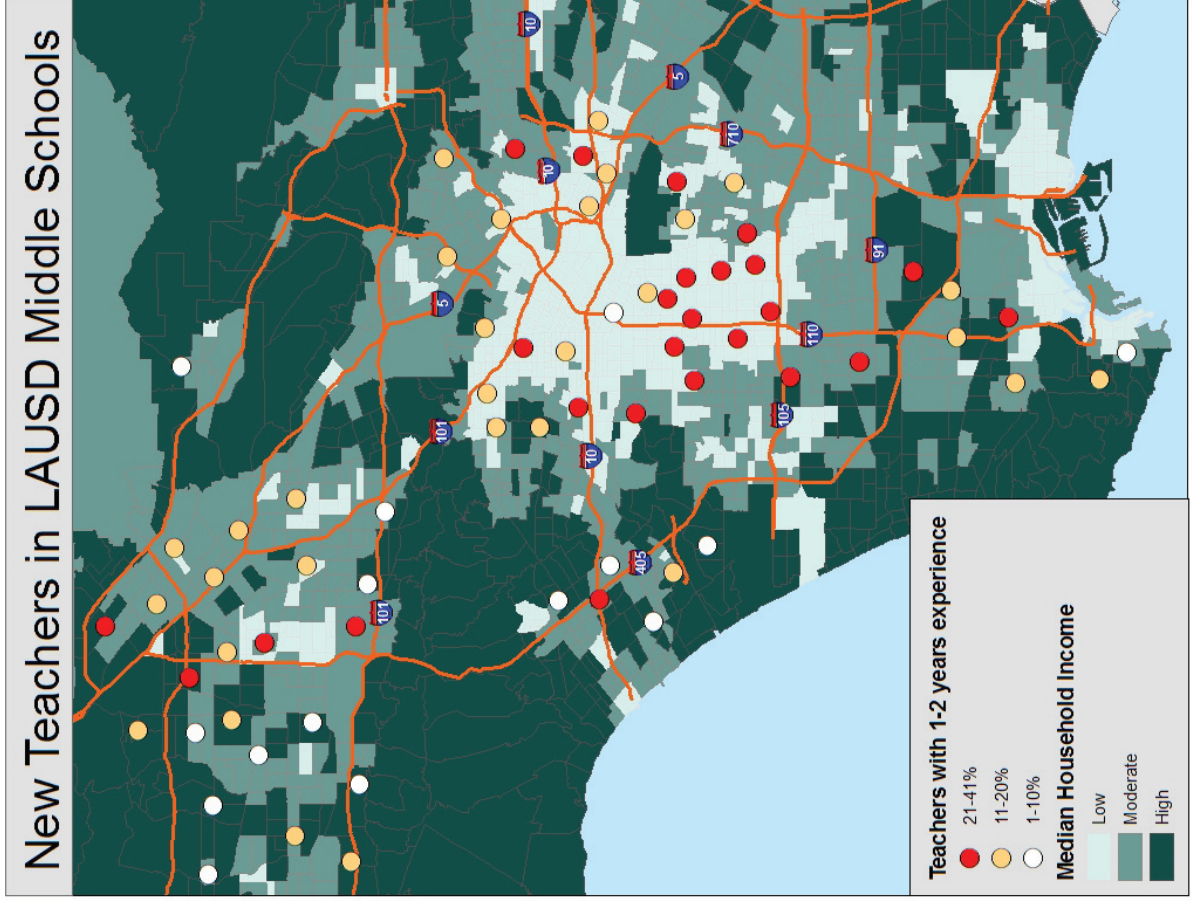 New Teachers in LAUSD Middle Schools
10
5
10
710
5
91
110
101
105
10
405
101
Teachers with 1-2 years experience
21-41%
11-20%
1-10%
Median Household Income
Low
Moderate
High